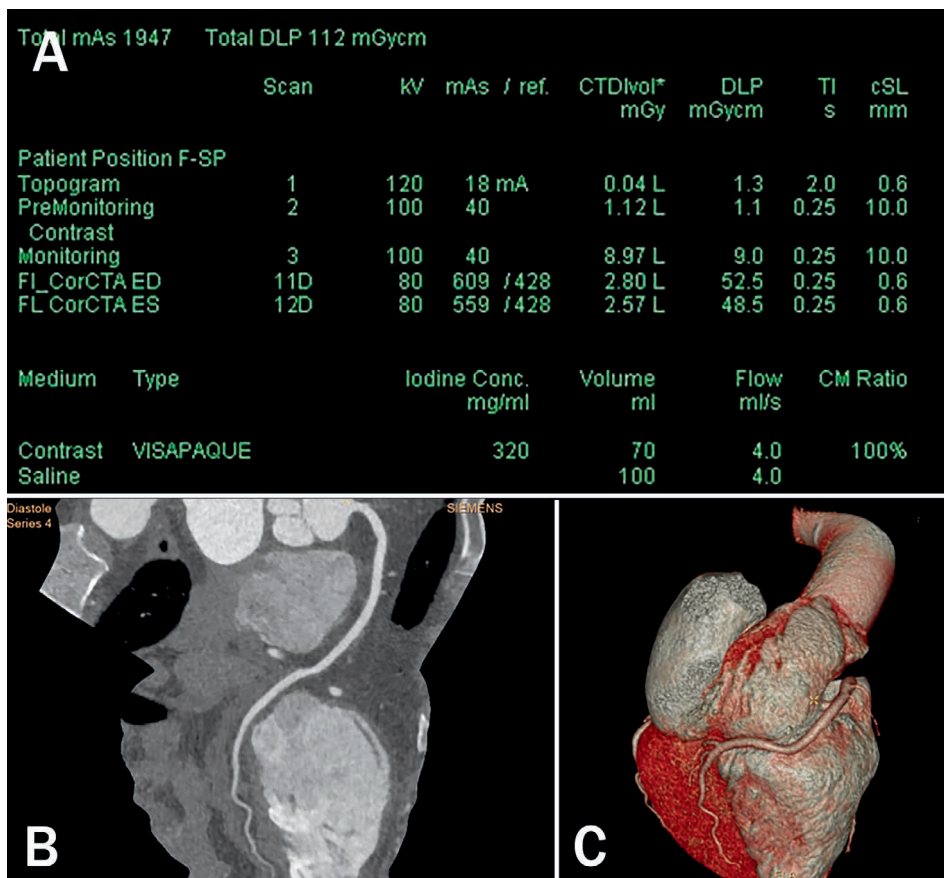 Total mAs 1947 Total DLP 112 mGycm
A
Scan KV mAs / ref. CTDIvol* DLP TI cSL
mGy mGycm s mm
Patient Position F-SP
Topogram 1 120 18 mA 0.04 L 1.3 2.0 0.6
PreMonitoring 2 100 40 1.12 L 1.1 0.25 10.0
Contrast
Monitoring 3 100 40 8.97 L 9.0 0.25 10.0
Fl_CorCTA ED 11D 80 609 / 428 2.80 L 52.5 0.25 0.6
FL CorCTA ES 12D 80 559 / 428 2.57 L 48.5 0.25 0.6
Medium Type Iodine Conc. Volume Flow CM Ratio
mg/ml ml ml/s
Contrast VISAPAQUE 320 70 4.0 100%
Saline 100 4.0
Diastole
Series 4
SIEMENS
B
C